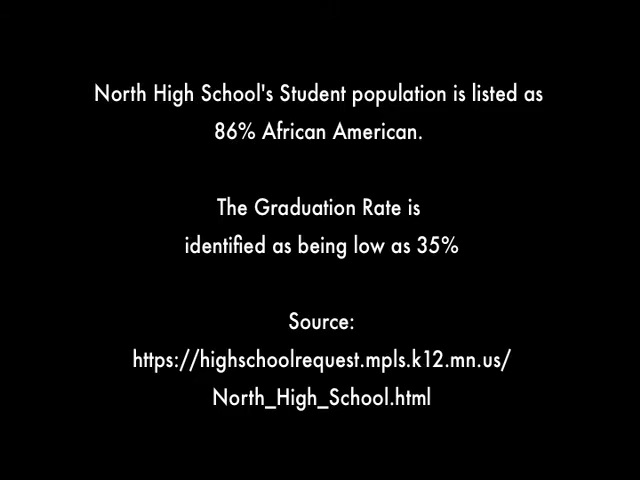 North High School's Student population is listed as
86% African American.
The Graduation Rate is
identified as being low as 35%
Source:
https://highschoolrequest.mpls.k12.mn.us/
North_High_School.html